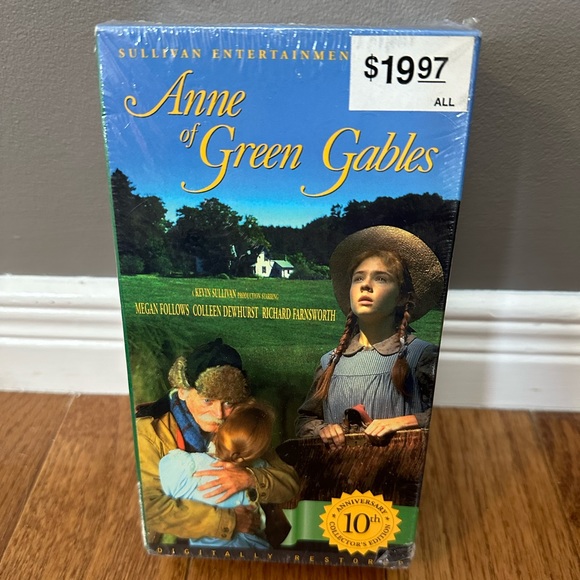 SULLIVAN ENTERTAINMEN
$19.97
ALL
Anne
of
Green Gables
A KEVIN SULLIVAN PRODUCTION STARRING
MEGAN FOLLOWS COLLEEN DEWHURST RICHARD FARNSWORTH
ANNIVERSARY
10th
COLLECTOR'S EDITION
DIGITALLY RESTOR